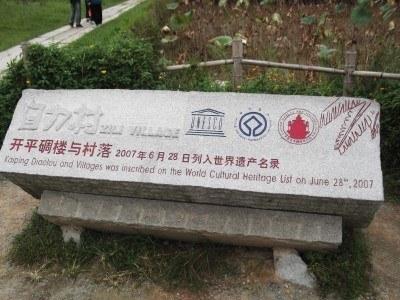 自力村 ZILI VILLAGE
UNESCO
开平碉楼与村落 2007年6月28日列入世界遗产名录
Kaiping Diaolou and Villages was inscribed on the World Cultural Heritage List on June 28th, 2007